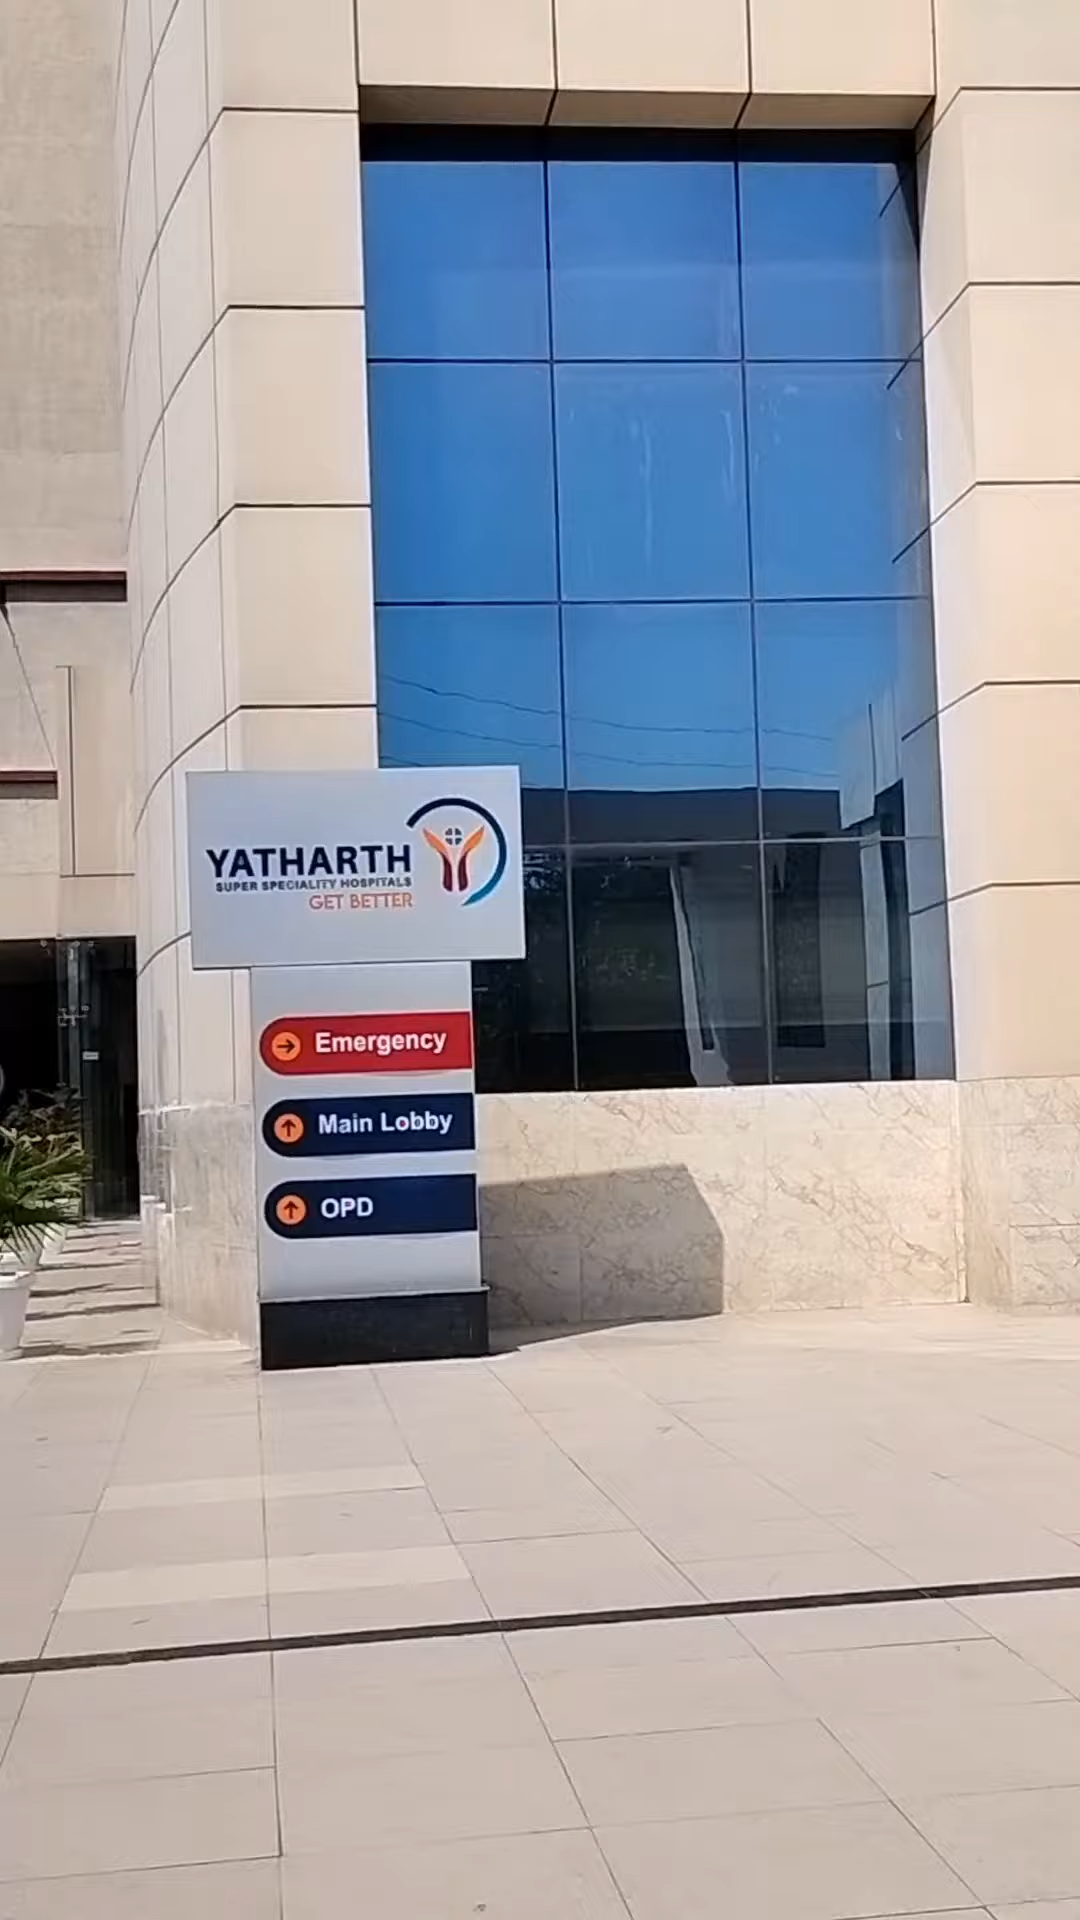 YATHARTH
SUPER SPECIALITY HOSPITALS
GET BETTER
Emergency
Main Lobby
OPD